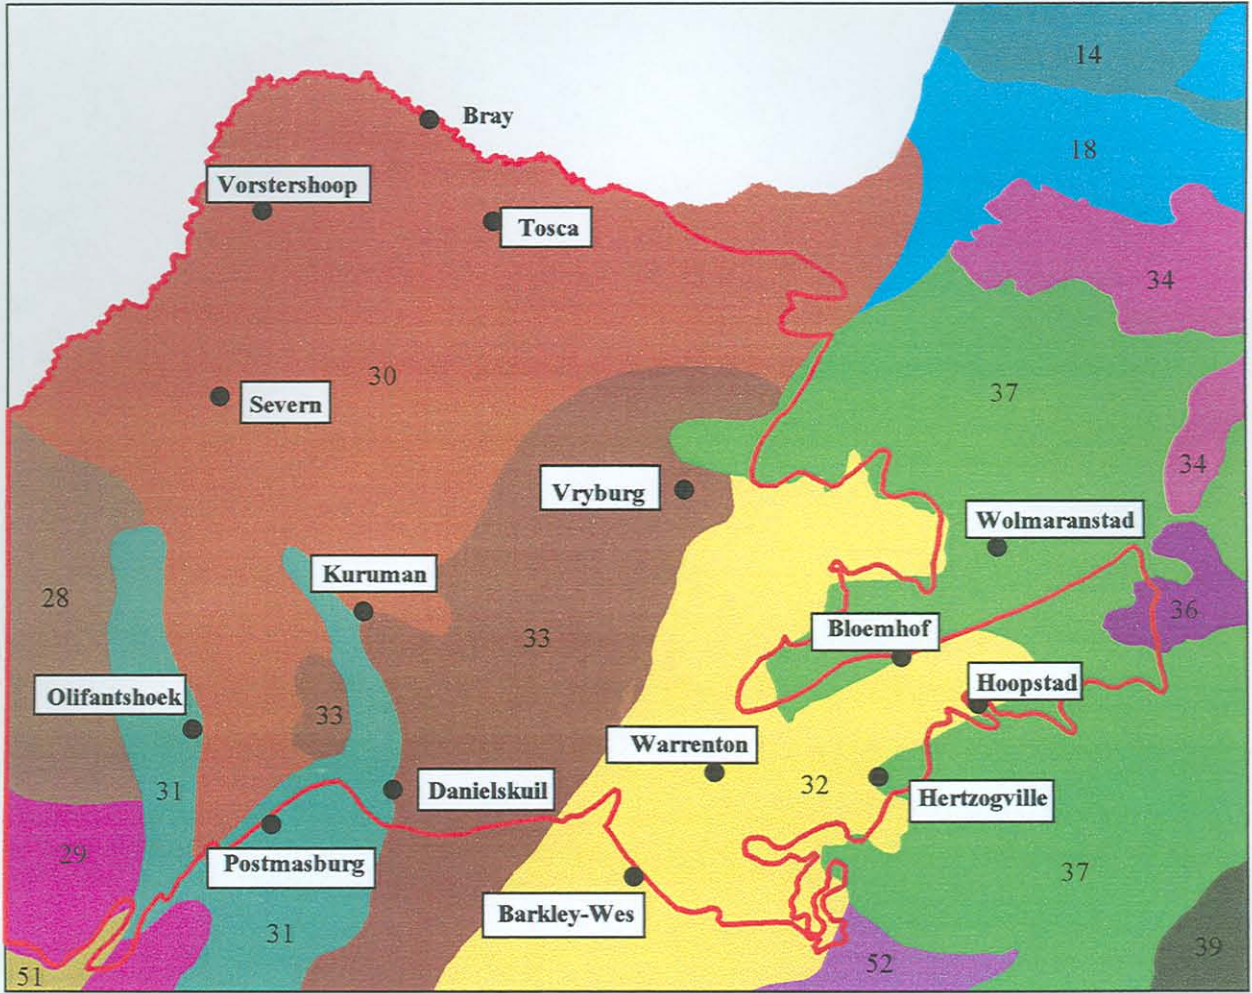 14
Bray
18
Vorstershoop
Tosca
34
30
37
Severn
34
Vryburg
Wolmaranstad
Kuruman
28
36
33
Bloemhof
Olifantshoek
Hoopstad
33
Warrenton
31
Danielskuil
32
Hertzogville
29
Postmasburg
37
Barkley-Wes
31
39
51
52